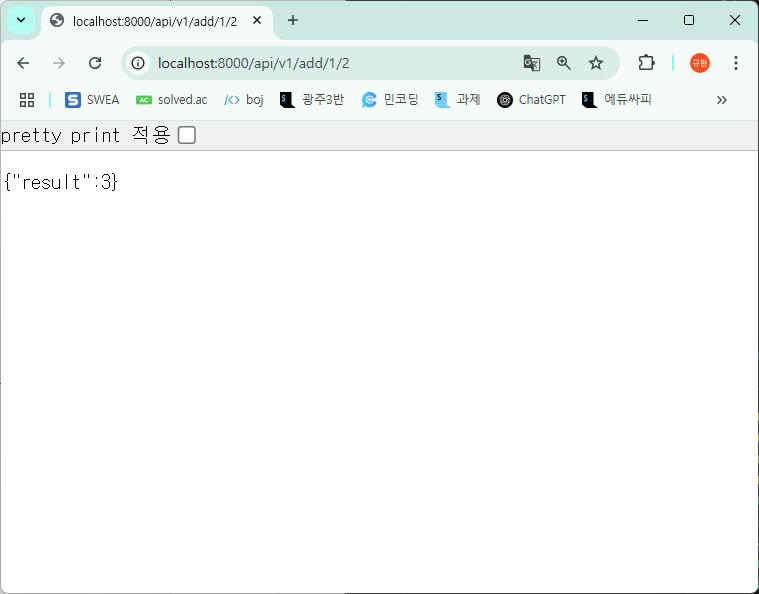 localhost:8000/api/v1/add/1/2
localhost:8000/api/v1/add/1/2
규환
SWEA
solved.ac
boj
광주3반
민코딩
과제
ChatGPT
에듀싸피
pretty print 적용
{"result":3}